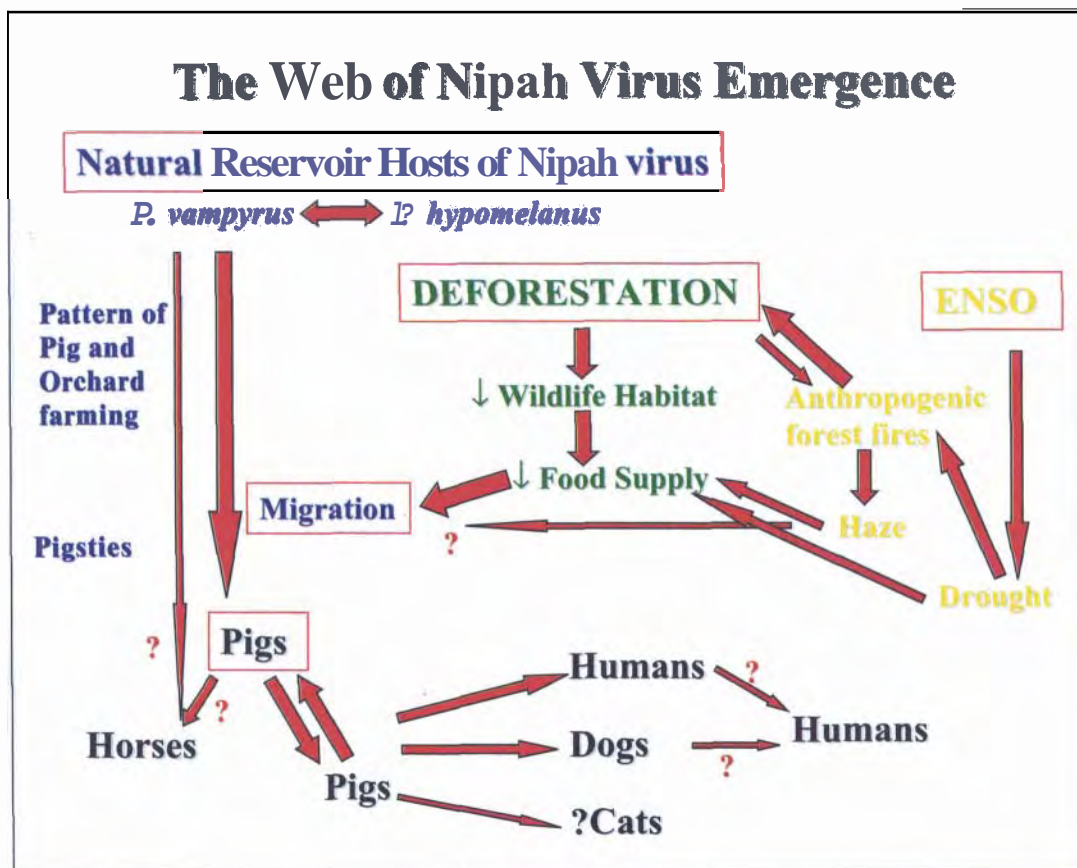 The Web of Nipah Virus Emergence
Natural Reservoir Hosts of Nipah virus
P. vampyrus
P. hypomelanus
Pattern of
Pig and
Orchard
farming
DEFORESTATION
ENSO
↓ Wildlife Habitat
Anthropogenic
forest fires
↓ Food Supply
Migration
?
Haze
Pigsties
Drought
?
Pigs
?
Humans
?
Horses
Dogs
?
Humans
Pigs
?Cats